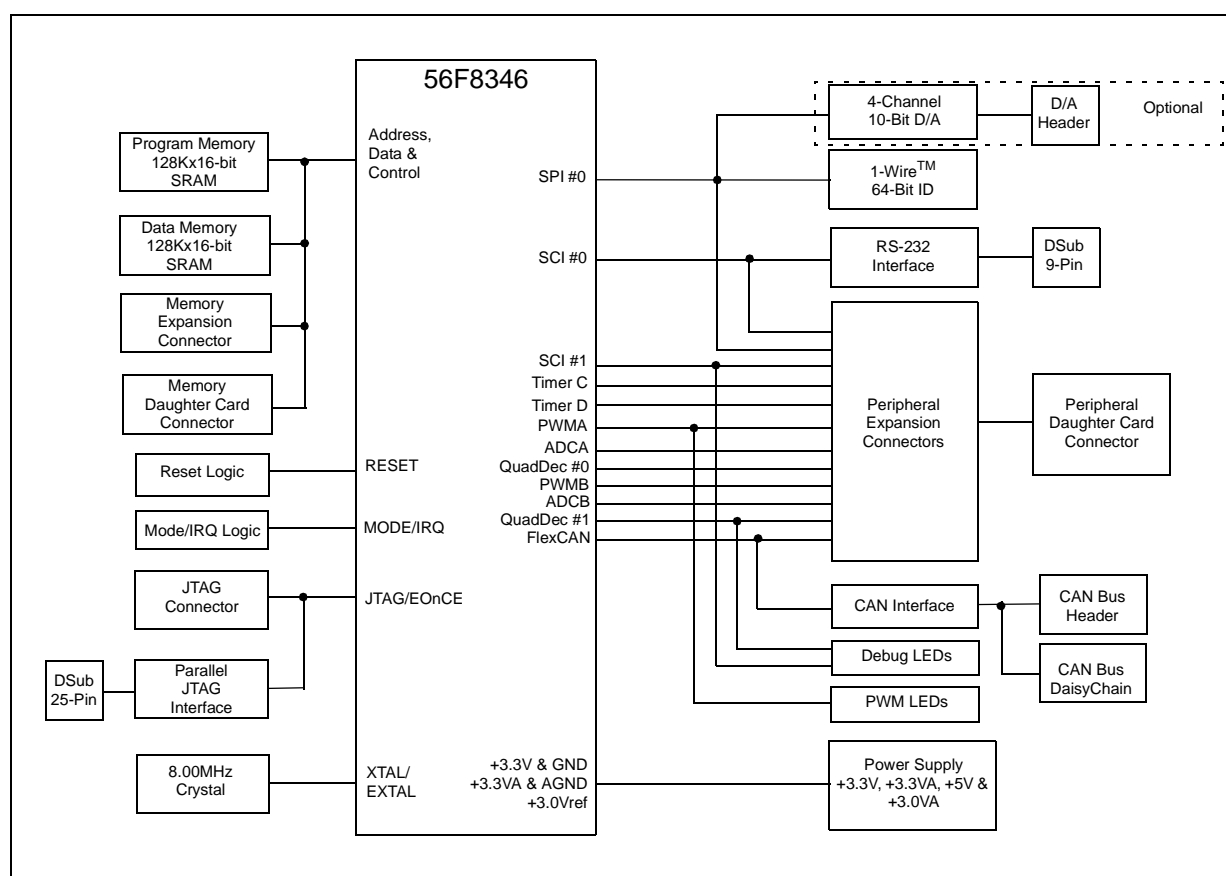 56F8346
Program Memory
128Kx16-bit
SRAM
Data Memory
128Kx16-bit
SRAM
Memory
Expansion
Connector
Memory
Daughter Card
Connector
Reset Logic
Mode/IRQ Logic
JTAG
Connector
DSub
25-Pin
Parallel
JTAG
Interface
8.00MHz
Crystal
Address,
Data &
Control
RESET
MODE/IRQ
JTAG/EOnCE
XTAL/
EXTAL
SPI #0
SCI #0
SCI #1
Timer C
Timer D
PWMA
ADCA
QuadDec #0
PWMB
ADCB
QuadDec #1
FlexCAN
+3.3V & GND
+3.3VA & AGND
+3.0Vref
4-Channel
10-Bit D/A
D/A
Header
Optional
1-Wire™
64-Bit ID
RS-232
Interface
DSub
9-Pin
Peripheral
Expansion
Connectors
Peripheral
Daughter Card
Connector
CAN Interface
CAN Bus
Header
CAN Bus
DaisyChain
Debug LEDs
PWM LEDs
Power Supply
+3.3V, +3.3VA, +5V &
+3.0VA